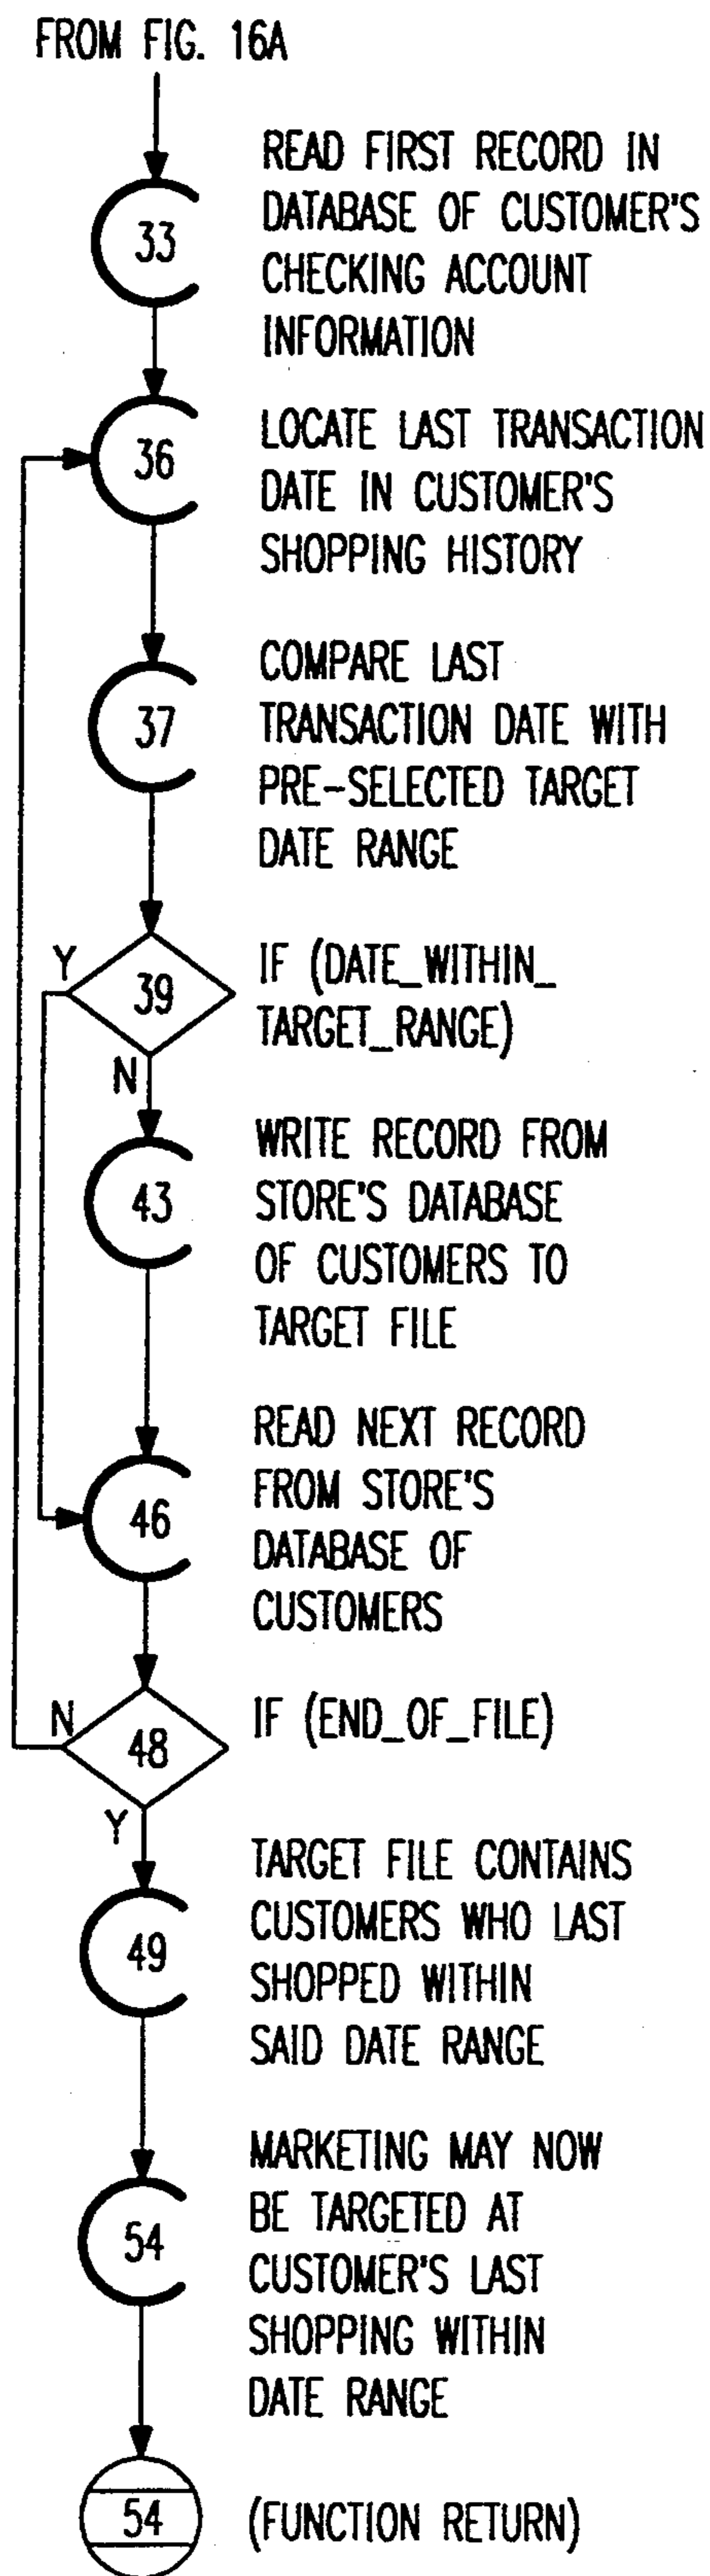 FROM FIG. 16A
33
READ FIRST RECORD IN
DATABASE OF CUSTOMER'S
CHECKING ACCOUNT
INFORMATION
36
LOCATE LAST TRANSACTION
DATE IN CUSTOMER'S
SHOPPING HISTORY
37
COMPARE LAST
TRANSACTION DATE WITH
PRE-SELECTED TARGET
DATE RANGE
Y
39
N
IF (DATE_WITHIN_
TARGET_RANGE)
43
WRITE RECORD FROM
STORE'S DATABASE
OF CUSTOMERS TO
TARGET FILE
46
READ NEXT RECORD
FROM STORE'S
DATABASE OF
CUSTOMERS
N
48
Y
IF (END_OF_FILE)
49
TARGET FILE CONTAINS
CUSTOMERS WHO LAST
SHOPPED WITHIN
SAID DATE RANGE
54
MARKETING MAY NOW
BE TARGETED AT
CUSTOMER'S LAST
SHOPPING WITHIN
DATE RANGE
54
(FUNCTION RETURN)